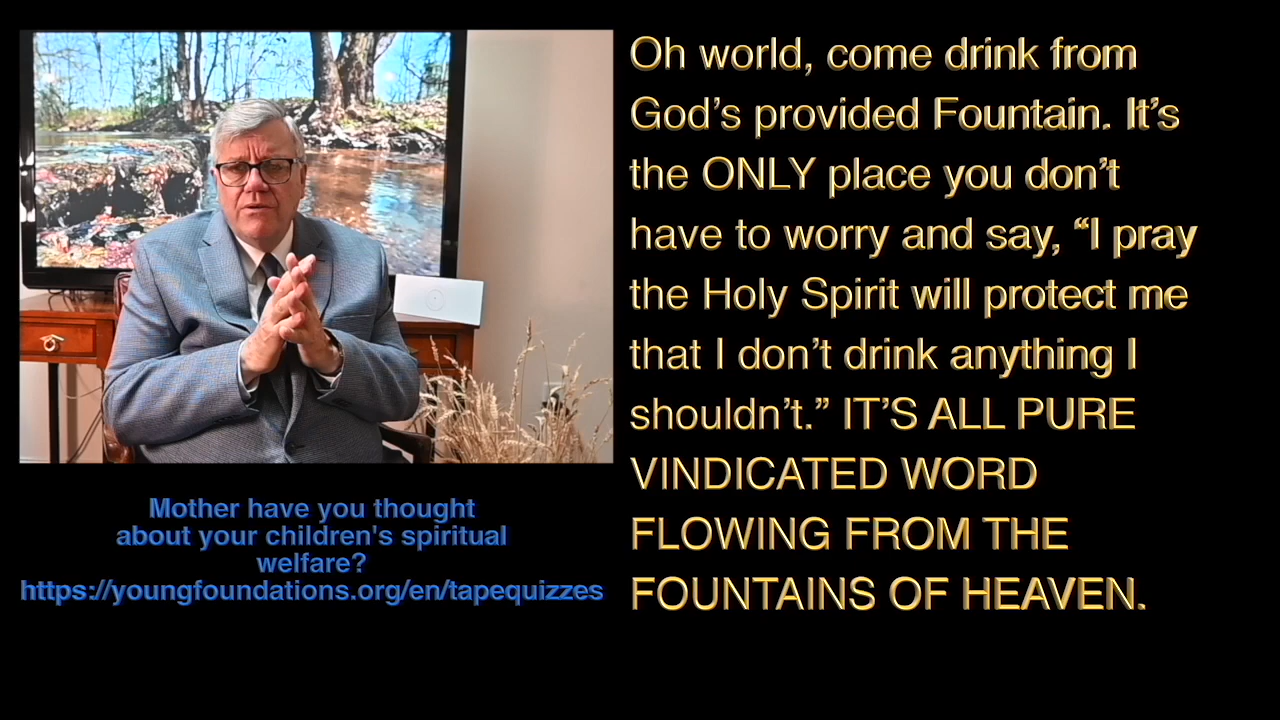 Oh world, come drink from
God’s provided Fountain. It’s
the ONLY place you don’t
have to worry and say, “I pray
the Holy Spirit will protect me
that I don’t drink anything I
shouldn’t.” IT’S ALL PURE
VINDICATED WORD
FLOWING FROM THE
FOUNTAINS OF HEAVEN.
Mother have you thought
about your children's spiritual
welfare?
https://youngfoundations.org/en/tapequizzes